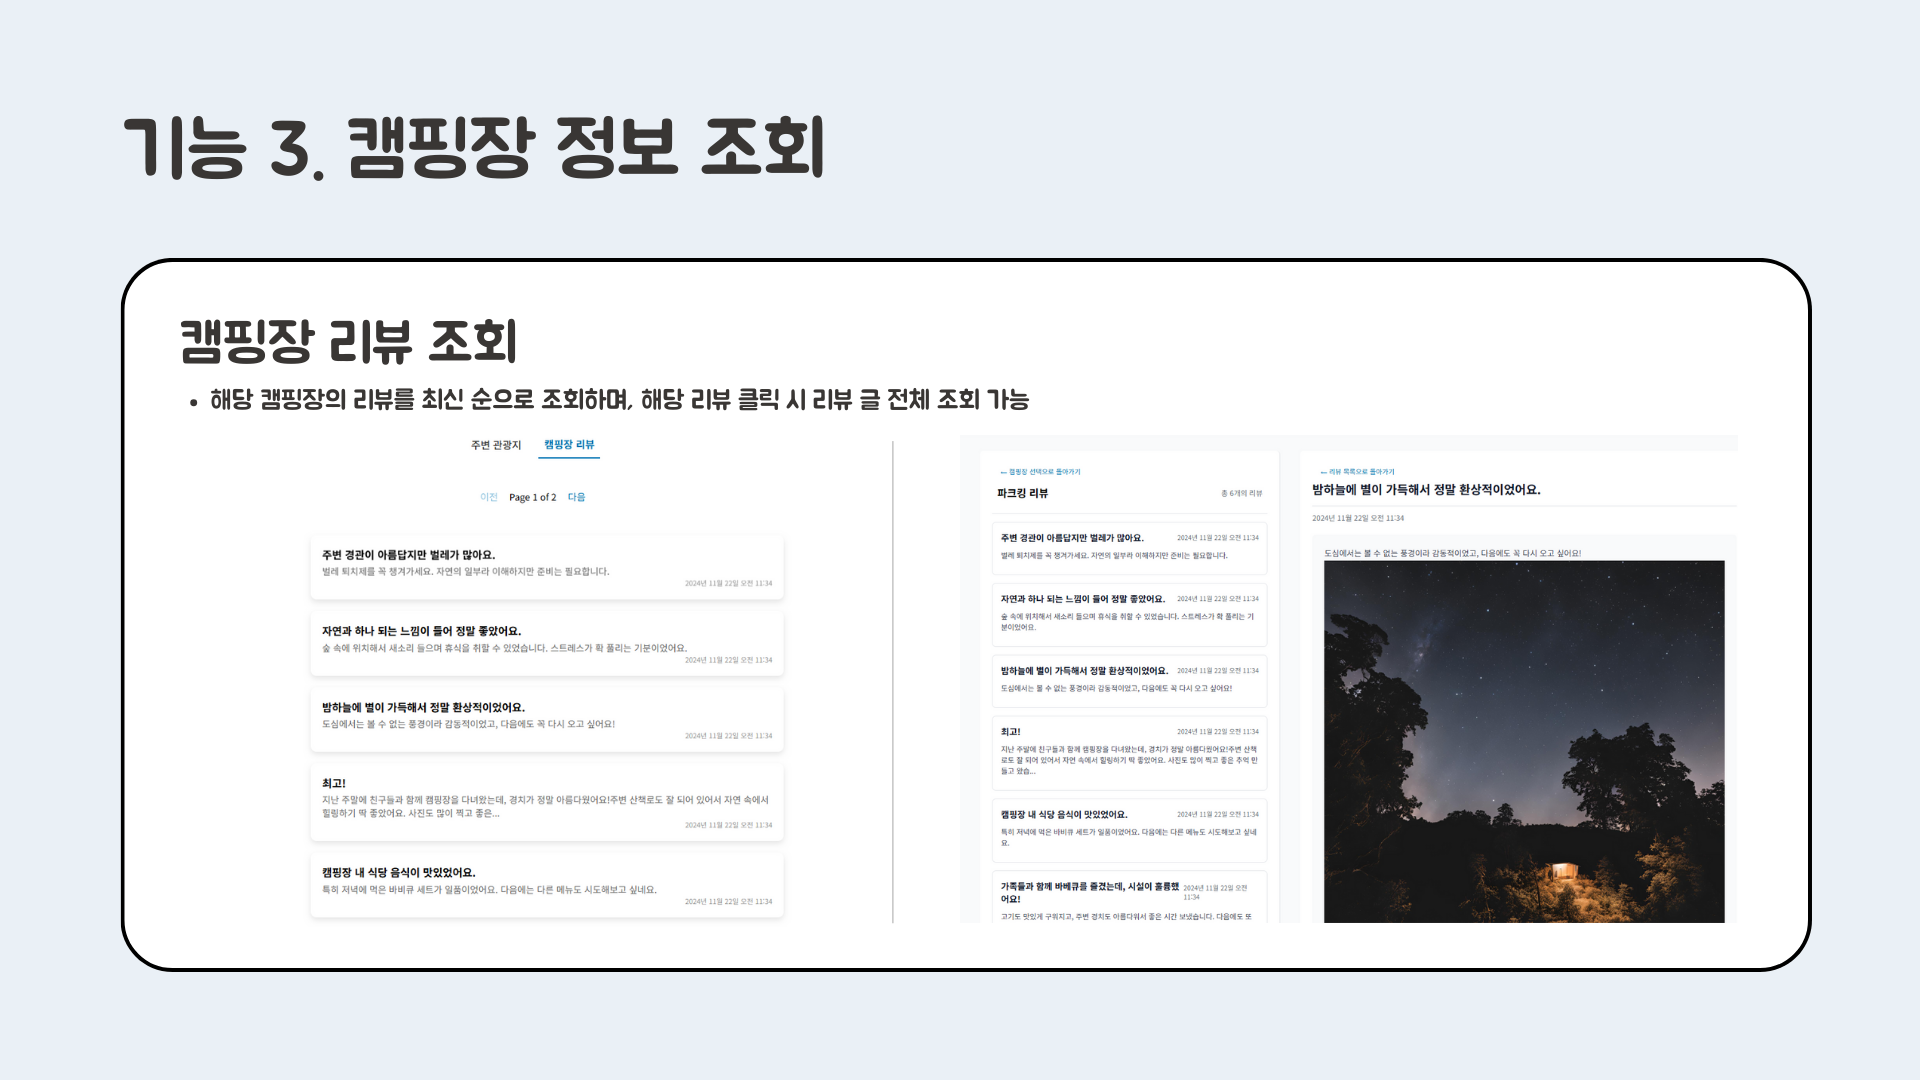 기능 3. 캠핑장 정보 조회
캠핑장 리뷰 조회
• 해당 캠핑장의 리뷰를 최신 순으로 조회하며, 해당 리뷰 클릭 시 리뷰 글 전체 조회 가능
주변 관광지 캠핑장 리뷰
이전 Page 1 of 2 다음
주변 경관이 아름답지만 벌레가 많아요.
벌레 퇴치제를 꼭 챙겨가세요. 자연의 일부라 이해하지만 준비는 필요합니다.
2024년 11월 22일 오전 11:34
자연과 하나 되는 느낌이 들어 정말 좋았어요.
숲 속에 위치해서 새소리 들으며 휴식을 취할 수 있었습니다. 스트레스가 확 풀리는 기분이었어요.
2024년 11월 22일 오전 11:34
밤하늘에 별이 가득해서 정말 환상적이었어요.
도심에서는 볼 수 없는 풍경이라 감동적이었고, 다음에도 꼭 다시 오고 싶어요!
2024년 11월 22일 오전 11:34
최고!
지난 주말에 친구들과 함께 캠핑장을 다녀왔는데, 경치가 정말 아름다웠어요!주변 산책로도 잘 되어 있어서 자연 속에서
힐링하기 딱 좋았어요. 사진도 많이 찍고 좋은...
2024년 11월 22일 오전 11:34
캠핑장 내 식당 음식이 맛있었어요.
특히 저녁에 먹은 바비큐 세트가 일품이었어요. 다음에는 다른 메뉴도 시도해보고 싶네요.
2024년 11월 22일 오전 11:34
← 캠핑장 선택으로 돌아가기
파크킹 리뷰 총 6개의 리뷰
주변 경관이 아름답지만 벌레가 많아요. 2024년 11월 22일 오전 11:34
벌레 퇴치제를 꼭 챙겨가세요. 자연의 일부라 이해하지만 준비는 필요합니다.
자연과 하나 되는 느낌이 들어 정말 좋았어요. 2024년 11월 22일 오전 11:34
숲 속에 위치해서 새소리 들으며 휴식을 취할 수 있었습니다. 스트레스가 확 풀리는 기
분이었어요.
밤하늘에 별이 가득해서 정말 환상적이었어요. 2024년 11월 22일 오전 11:34
도심에서는 볼 수 없는 풍경이라 감동적이었고, 다음에도 꼭 다시 오고 싶어요!
최고! 2024년 11월 22일 오전 11:34
지난 주말에 친구들과 함께 캠핑장을 다녀왔는데, 경치가 정말 아름다웠어요!주변 산책
로도 잘 되어 있어서 자연 속에서 힐링하기 딱 좋았어요. 사진도 많이 찍고 좋은 추억 만
들고 왔습...
캠핑장 내 식당 음식이 맛있었어요. 2024년 11월 22일 오전 11:34
특히 저녁에 먹은 바비큐 세트가 일품이었어요. 다음에는 다른 메뉴도 시도해보고 싶네
요.
가족들과 함께 바베큐를 즐겼는데, 시설이 훌륭했 2024년 11월 22일 오전
어요! 11:34
고기도 맛있게 구워지고, 주변 경치도 아름다워서 좋은 시간 보냈습니다. 다음에도 또
← 리뷰 목록으로 돌아가기
밤하늘에 별이 가득해서 정말 환상적이었어요.
2024년 11월 22일 오전 11:34
도심에서는 볼 수 없는 풍경이라 감동적이었고, 다음에도 꼭 다시 오고 싶어요!